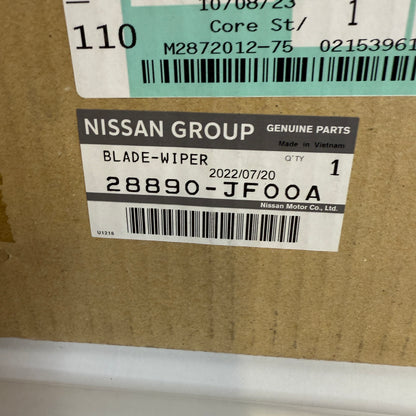 10/08/23
1
110
Core St/
M2872012-75 02153961
NISSAN GROUP GENUINE PARTS
Made in Vietnam
BLADE-WIPER Q'TY 1
2022/07/20
28890-JF00A
Nissan Motor Co., Ltd.
U1216